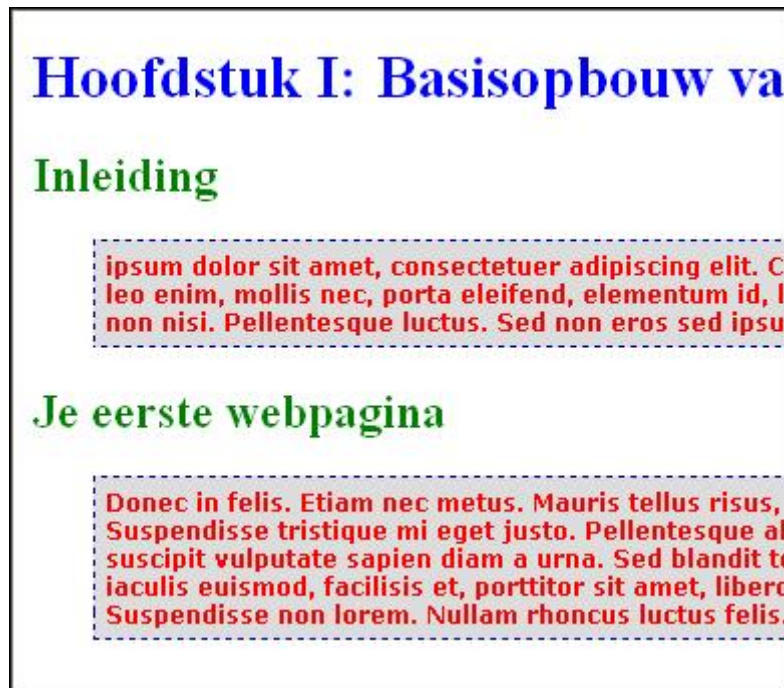 Hoofdstuk I: Basisopbouw va
Inleiding
ipsum dolor sit amet, consectetuer adipiscing elit. C
leo enim, mollis nec, porta eleifend, elementum id, l
non nisi. Pellentesque luctus. Sed non eros sed ipsu
Je eerste webpagina
Donec in felis. Etiam nec metus. Mauris tellus risus,
Suspendisse tristique mi eget justo. Pellentesque al
suscipit vulputate sapien diam a urna. Sed blandit te
iaculis euismod, facilisis et, porttitor sit amet, liber
Suspendisse non lorem. Nullam rhoncus luctus felis.